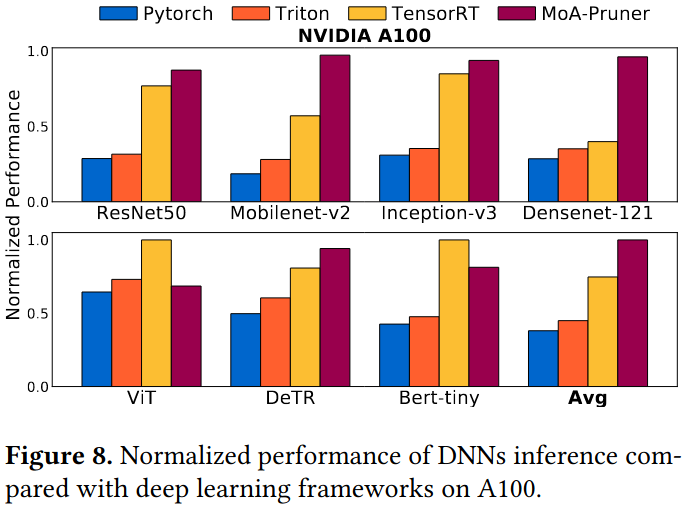 Pytorch Triton TensorRT MoA-Pruner
NVIDIA A100
Normalized Performance
1.0
0.5
0.0
ResNet50 Mobilenet-v2 Inception-v3 Densenet-121
1.0
0.5
0.0
ViT DeTR Bert-tiny Avg
Figure 8. Normalized performance of DNNs inference com-
pared with deep learning frameworks on A100.